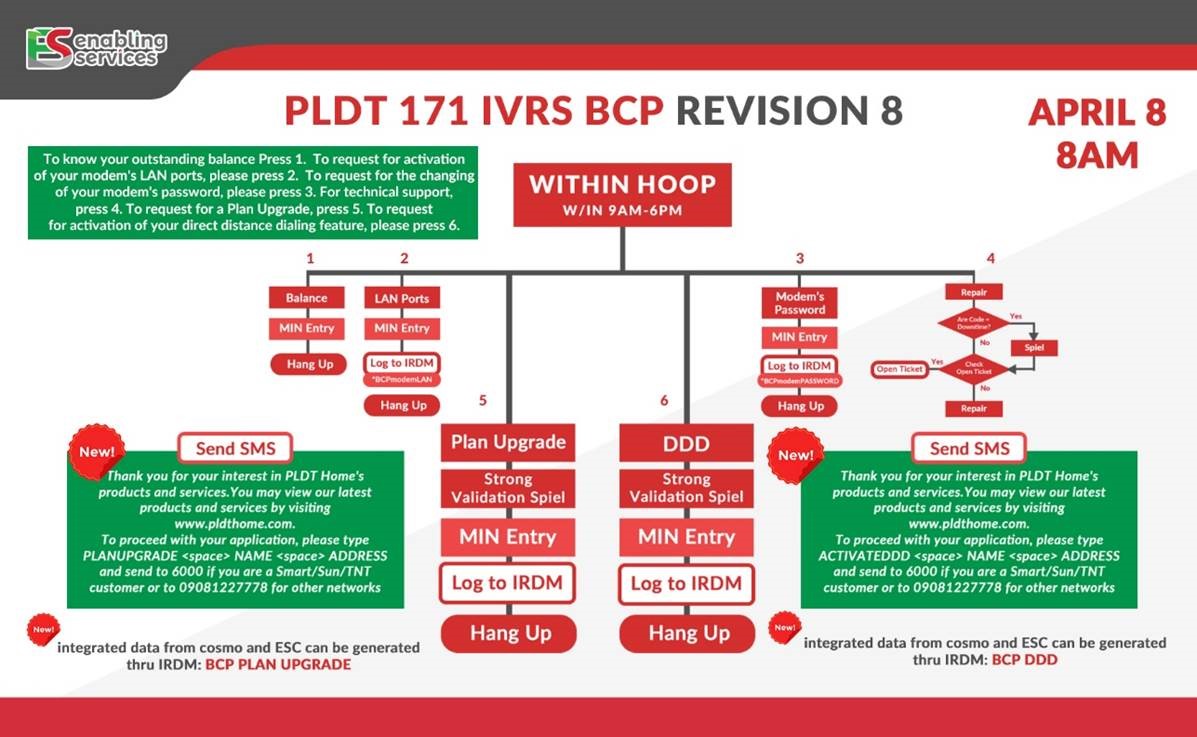 ES enabling
services
PLDT 171 IVRS BCP REVISION 8
APRIL 8
8AM
To know your outstanding balance Press 1. To request for activation
of your modem's LAN ports, please press 2. To request for the changing
of your modem's password, please press 3. For technical support,
press 4. To request for a Plan Upgrade, press 5. To request
for activation of your direct distance dialing feature, please press 6.
WITHIN HOOP
W/IN 9AM-6PM
1
Balance
MIN Entry
Hang Up
2
LAN Ports
MIN Entry
Log to IRDM
*BCPmodemLAN
Hang Up
5
Plan Upgrade
Strong
Validation Spiel
MIN Entry
Log to IRDM
Hang Up
6
DDD
Strong
Validation Spiel
MIN Entry
Log to IRDM
Hang Up
3
Modem's
Password
MIN Entry
Log to IRDM
*BCPmodemPASSWORD
Hang Up
4
Repair
Are Code =
Downtime?
Yes
No
Spiel
Check
Open Ticket
Yes
Open Ticket
No
Repair
New!
Send SMS
Thank you for your interest in PLDT Home's
products and services.You may view our latest
products and services by visiting
www.pldthome.com.
To proceed with your application, please type
PLANUPGRADE <space> NAME <space> ADDRESS
and send to 6000 if you are a Smart/Sun/TNT
customer or to 09081227778 for other networks
New!
integrated data from cosmo and ESC can be generated
thru IRDM: BCP PLAN UPGRADE
New!
Send SMS
Thank you for your interest in PLDT Home's
products and services.You may view our latest
products and services by visiting
www.pldthome.com.
To proceed with your application, please type
ACTIVATEDDD <space> NAME <space> ADDRESS
and send to 6000 if you are a Smart/Sun/TNT
customer or to 09081227778 for other networks
New!
integrated data from cosmo and ESC can be generated
thru IRDM: BCP DDD